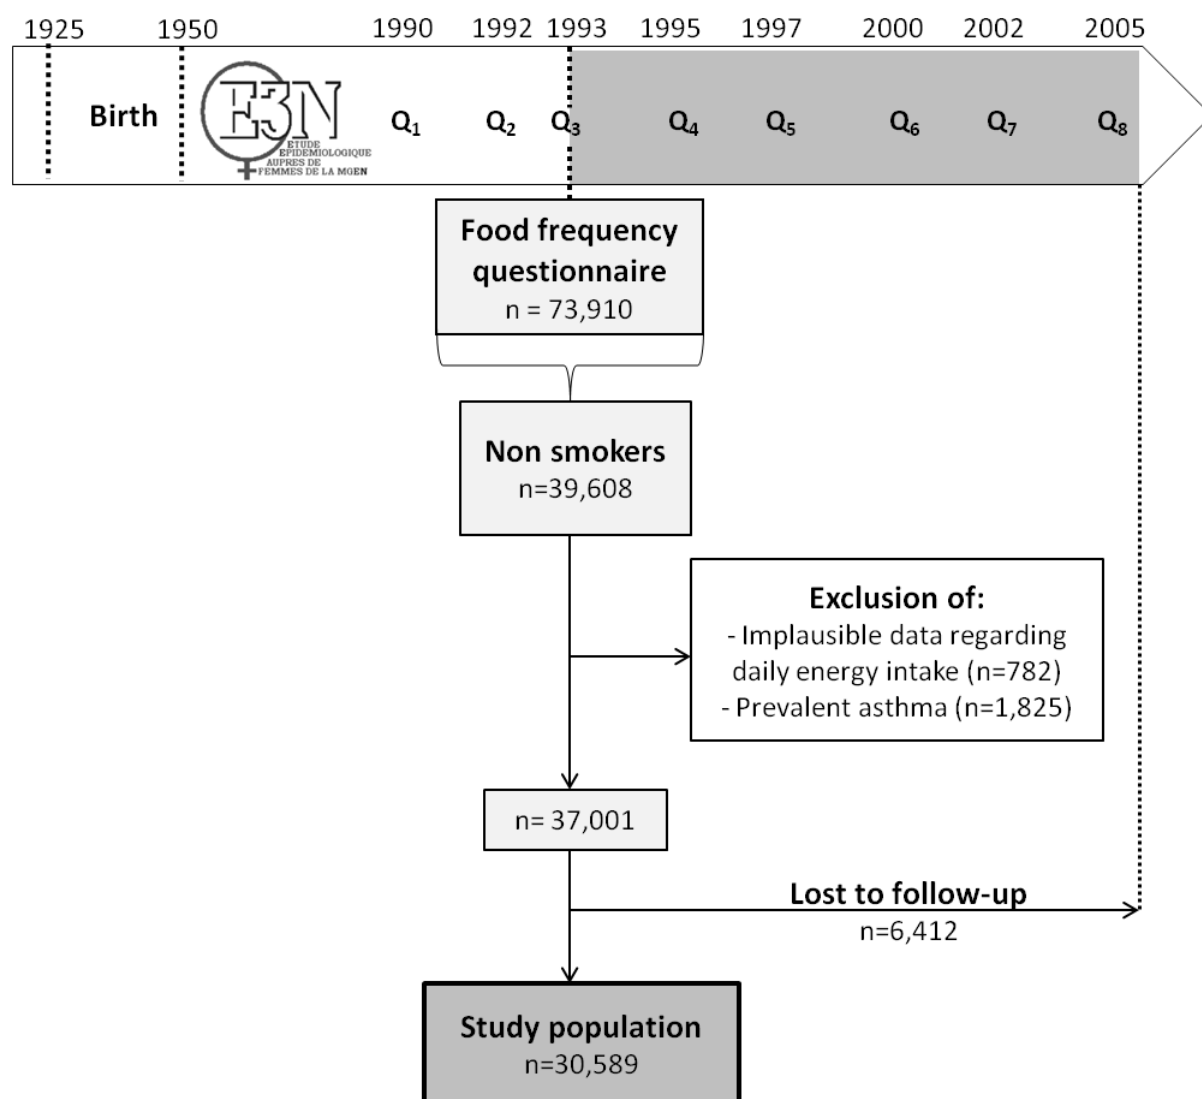 1925 1950 1990 1992 1993 1995 1997 2000 2002 2005
Birth E3N Q₁ Q₂ Q₃ Q₄ Q₅ Q₆ Q₇ Q₈
ETUDE
EPIDEMIOLOGIQUE
AUPRES DE
FEMMES DE LA MGEN
Food frequency
questionnaire
n = 73,910
Non smokers
n=39,608
Exclusion of:
- Implausible data regarding
daily energy intake (n=782)
- Prevalent asthma (n=1,825)
n= 37,001
Lost to follow-up
n=6,412
Study population
n=30,589